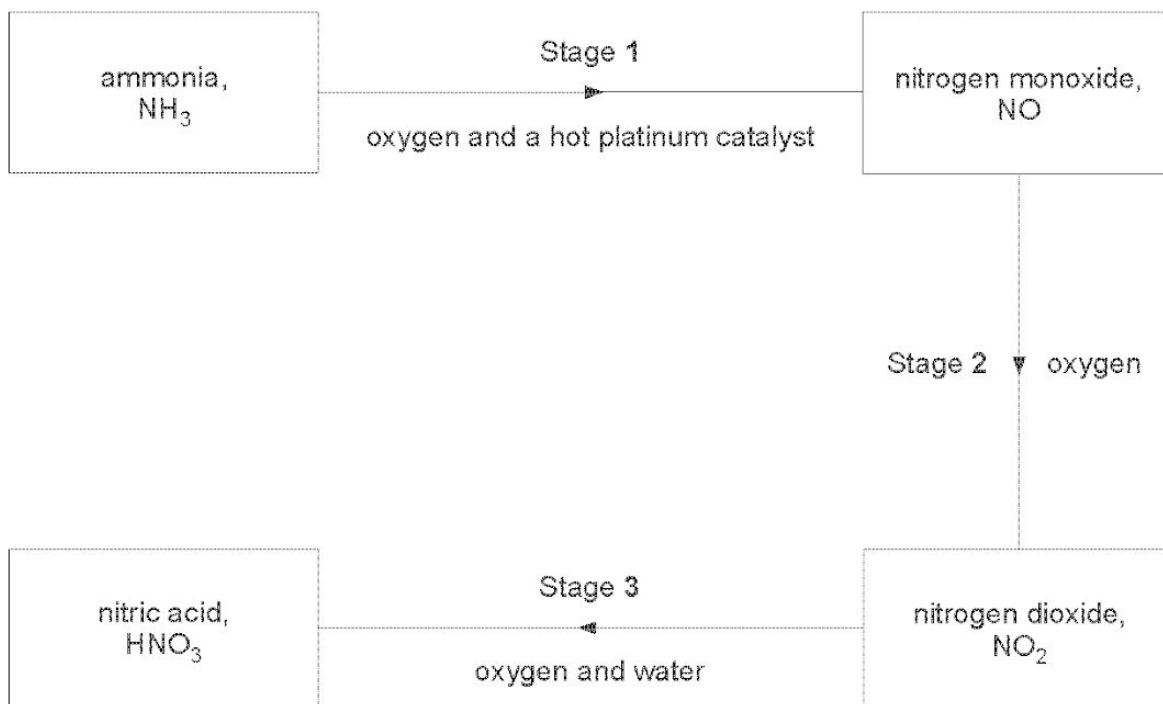 ammonia,
NH₃
Stage 1
oxygen and a hot platinum catalyst
nitrogen monoxide,
NO
Stage 2
oxygen
nitrogen dioxide,
NO₂
Stage 3
oxygen and water
nitric acid,
HNO₃